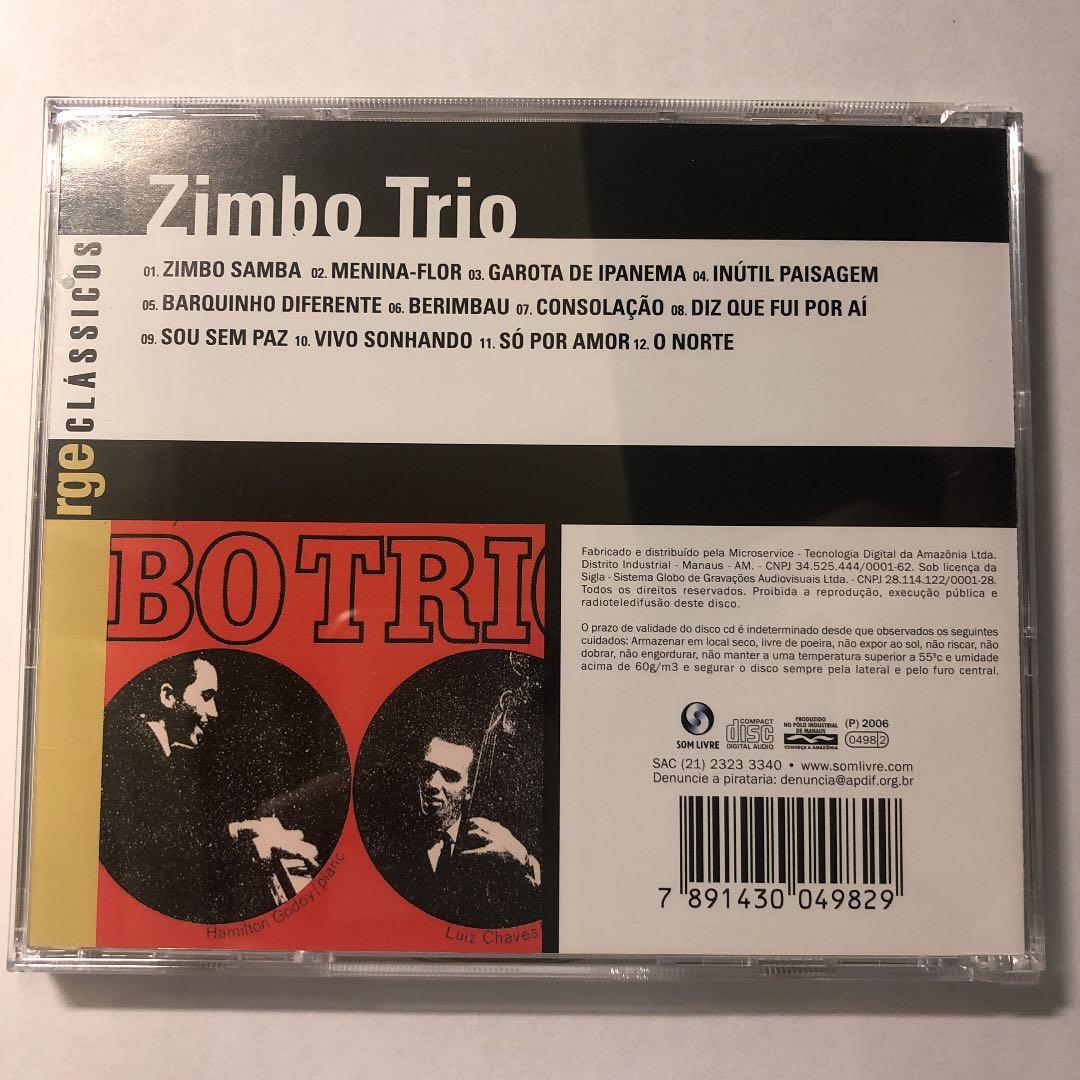 Zimbo Trio
01. ZIMBO SAMBA 02. MENINA-FLOR 03. GAROTA DE IPANEMA 04. INÚTIL PAISAGEM
05. BARQUINHO DIFERENTE 06. BERIMBAU 07. CONSOLAÇÃO 08. DIZ QUE FUI POR AÍ
09. SOU SEM PAZ 10. VIVO SONHANDO 11. SÓ POR AMOR 12. O NORTE
rge CLÁSSICOS
BO TRIO
Hamilton Godoy/piano
Luiz Chaves
Fabricado e distribuído pela Microservice - Tecnologia Digital da Amazônia Ltda.
Distrito Industrial - Manaus - AM. - CNPJ 34.525.444/0001-62. Sob licença da
Sigla - Sistema Globo de Gravações Audiovisuais Ltda. - CNPJ 28.114.122/0001-28.
Todos os direitos reservados. Proibida a reprodução, execução pública e
radioteledifusão deste disco.
O prazo de validade do disco cd é indeterminado desde que observados os seguintes
cuidados: Armazenar em local seco, livre de poeira, não expor ao sol, não riscar, não
dobrar, não engordurar, não manter a uma temperatura superior a 55ºc e umidade
acima de 60g/m3 e segurar o disco sempre pela lateral e pelo furo central.
SOM LIVRE
COMPACT
disc
DIGITAL AUDIO
PRODUZIDO
NO PÓLO INDUSTRIAL
DE MANAUS
CONHEÇA A AMAZÔNIA
(P) 2006
0498 2
SAC (21) 2323 3340 • www.somlivre.com
Denuncie a pirataria: denuncia@apdif.org.br
7 891430 049829